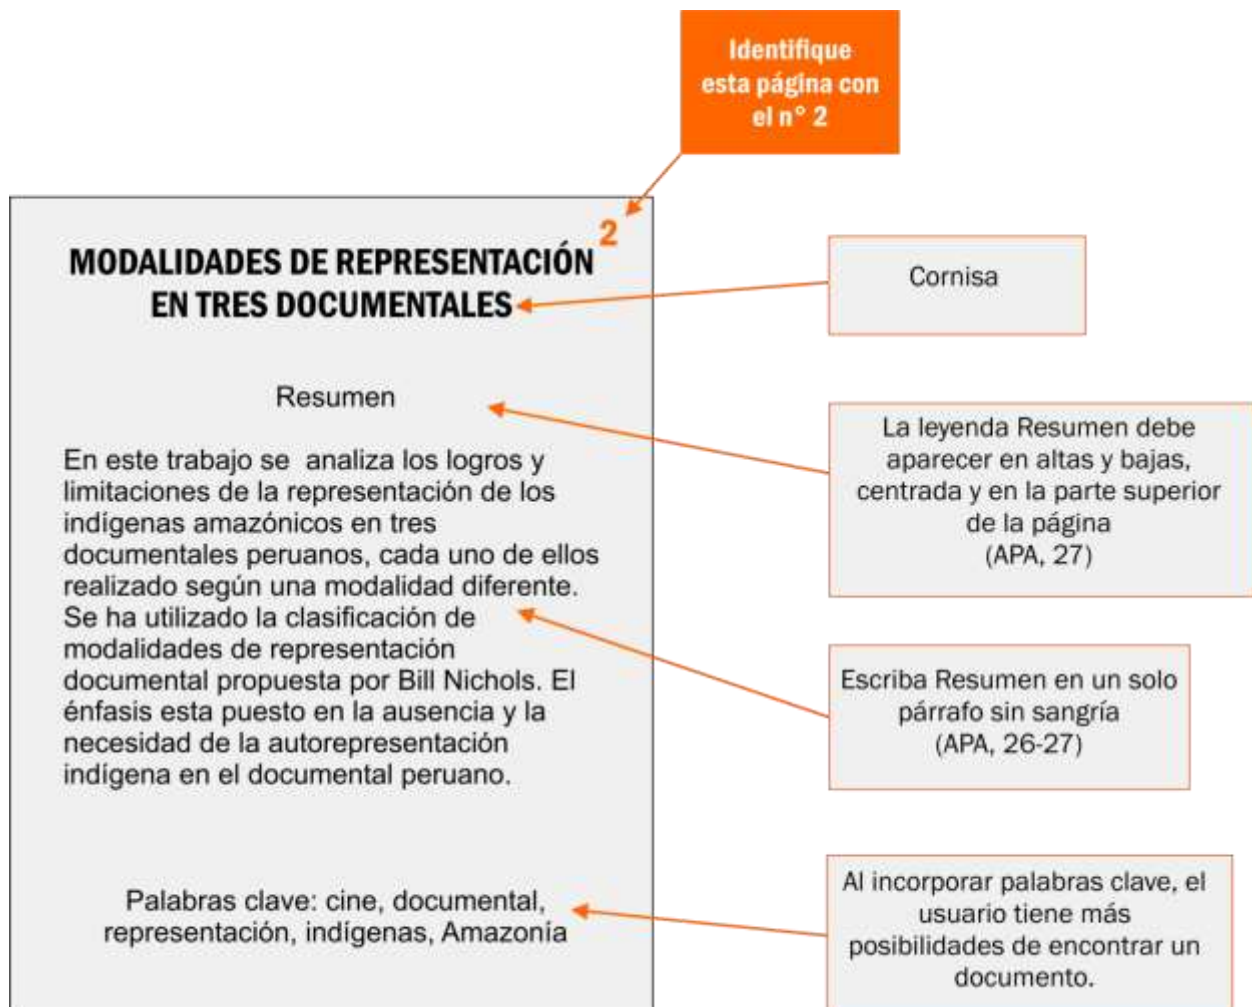 Identifique
esta página con
el n° 2
2
MODALIDADES DE REPRESENTACIÓN
EN TRES DOCUMENTALES
Cornisa
Resumen
La leyenda Resumen debe
aparecer en altas y bajas,
centrada y en la parte superior
de la página
(APA, 27)
En este trabajo se analiza los logros y
limitaciones de la representación de los
indígenas amazónicos en tres
documentales peruanos, cada uno de ellos
realizado según una modalidad diferente.
Se ha utilizado la clasificación de
modalidades de representación
documental propuesta por Bill Nichols. El
énfasis esta puesto en la ausencia y la
necesidad de la autorepresentación
indígena en el documental peruano.
Escriba Resumen en un solo
párrafo sin sangría
(APA, 26-27)
Palabras clave: cine, documental,
representación, indígenas, Amazonía
Al incorporar palabras clave, el
usuario tiene más
posibilidades de encontrar un
documento.